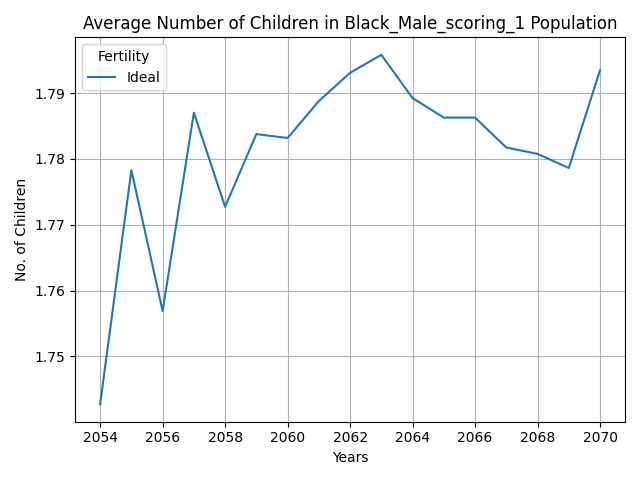 Average Number of Children in Black_Male_scoring_1 Population
Fertility
Ideal
1.79
1.78
1.77
1.76
1.75
No. of Children
2054 2056 2058 2060 2062 2064 2066 2068 2070
Years